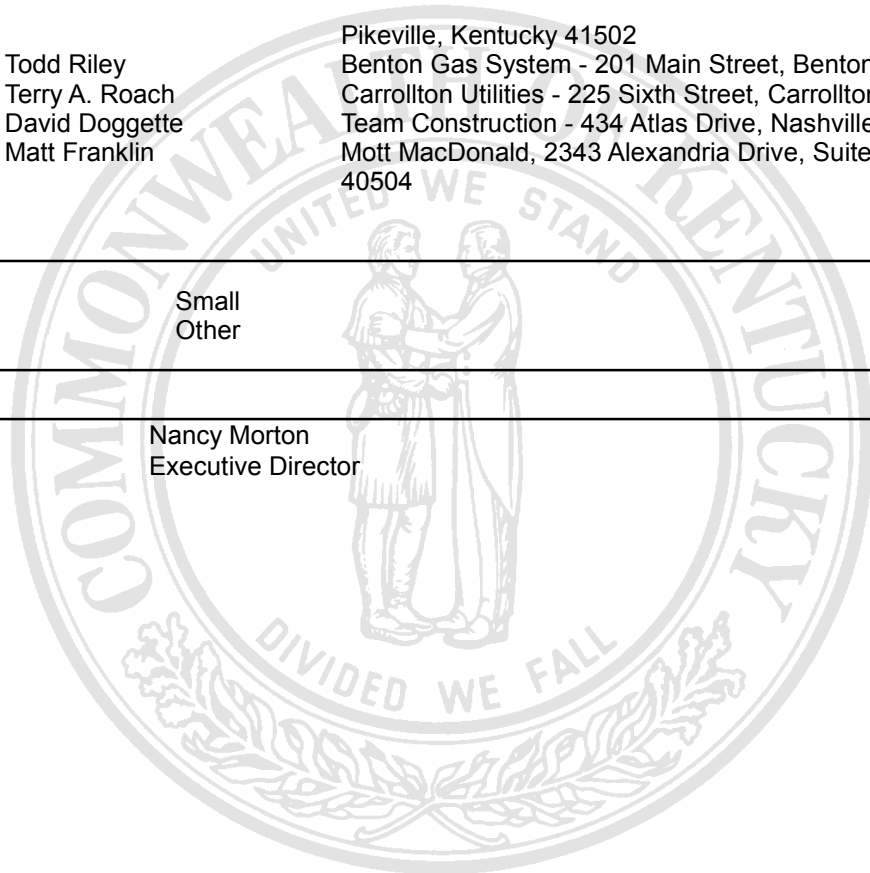 Pikeville, Kentucky 41502
Todd Riley Benton Gas System - 201 Main Street, Benton
Terry A. Roach Carrollton Utilities - 225 Sixth Street, Carrollton
David Doggette Team Construction - 434 Atlas Drive, Nashville
Matt Franklin Mott MacDonald, 2343 Alexandria Drive, Suite
40504
Small
Other
Nancy Morton
Executive Director
COMMONWEALTH OF KENTUCKY
UNITED WE STAND
DIVIDED WE FALL